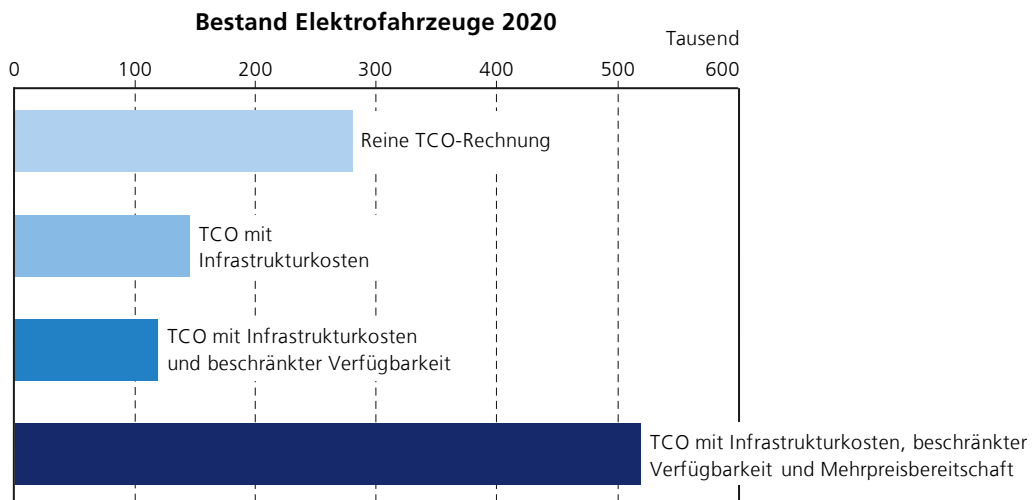 Bestand Elektrofahrzeuge 2020
Tausend
0 100 200 300 400 500 600
Reine TCO-Rechnung
TCO mit
Infrastrukturkosten
TCO mit Infrastrukturkosten
und beschränkter Verfügbarkeit
TCO mit Infrastrukturkosten, beschränkter
Verfügbarkeit und Mehrpreisbereitschaft